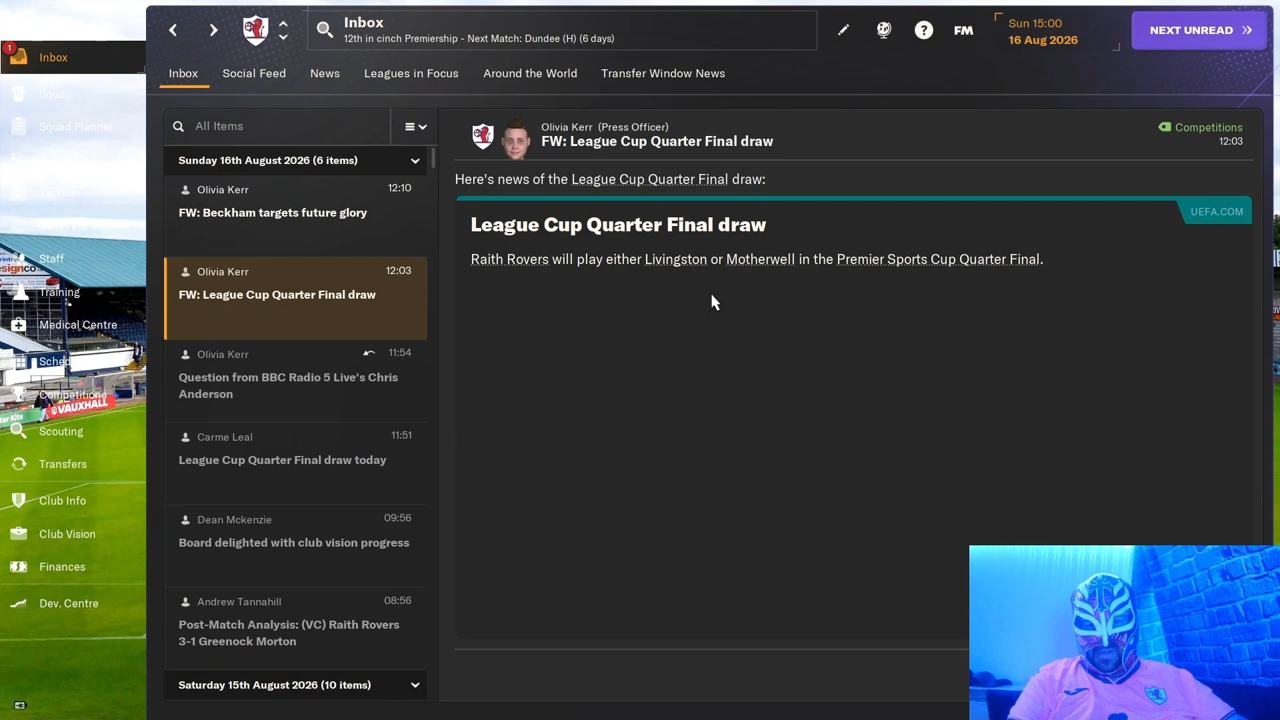 Inbox
12th in cinch Premiership - Next Match: Dundee (H) (6 days)
FM
Sun 15:00
16 Aug 2026
NEXT UNREAD
1
Inbox
Squad
Squad Planner
Staff
Training
Medical Centre
Sched
Competitions
VAUXHALL
Scouting
Transfers
Club Info
Club Vision
Finances
Dev. Centre
Inbox
Social Feed
News
Leagues in Focus
Around the World
Transfer Window News
All Items
Sunday 16th August 2026 (6 items)
Olivia Kerr
12:10
FW: Beckham targets future glory
Olivia Kerr
12:03
FW: League Cup Quarter Final draw
Olivia Kerr
11:54
Question from BBC Radio 5 Live's Chris
Anderson
Carme Leal
11:51
League Cup Quarter Final draw today
Dean Mckenzie
09:56
Board delighted with club vision progress
Andrew Tannahill
08:56
Post-Match Analysis: (VC) Raith Rovers
3-1 Greenock Morton
Saturday 15th August 2026 (10 items)
Olivia Kerr (Press Officer)
FW: League Cup Quarter Final draw
Competitions
12:03
Here's news of the League Cup Quarter Final draw:
UEFA.COM
League Cup Quarter Final draw
Raith Rovers will play either Livingston or Motherwell in the Premier Sports Cup Quarter Final.